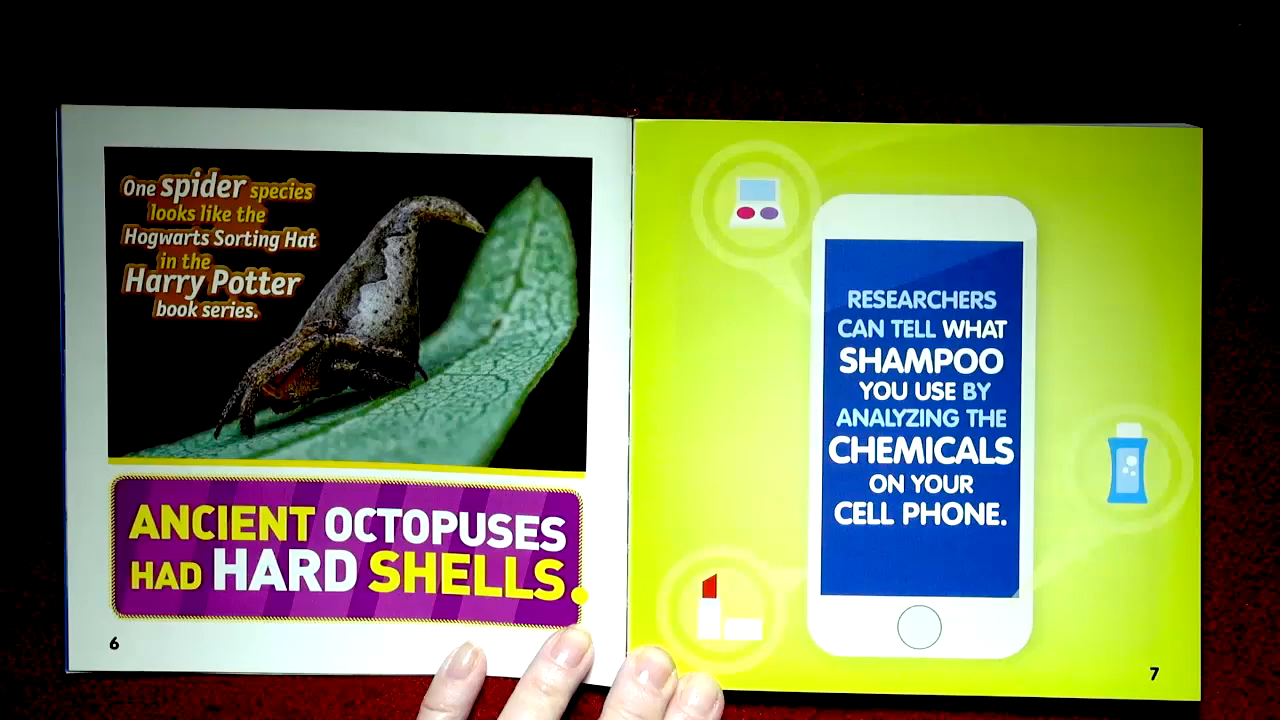 One spider species
looks like the
Hogwarts Sorting Hat
in the
Harry Potter
book series.
ANCIENT OCTOPUSES
HAD HARD SHELLS.
6
RESEARCHERS
CAN TELL WHAT
SHAMPOO
YOU USE BY
ANALYZING THE
CHEMICALS
ON YOUR
CELL PHONE.
7